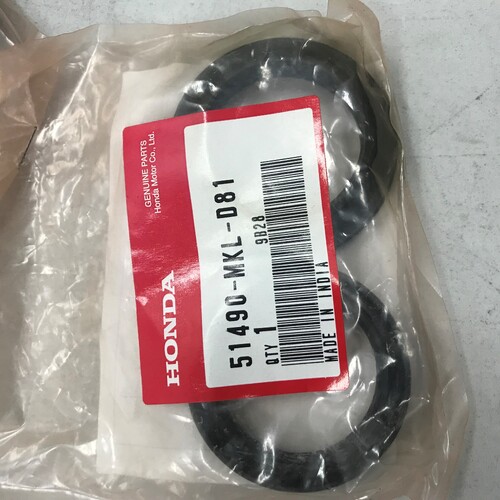 GENUINE PARTS
Honda Motor Co., Ltd.
HONDA
51490-MKL-D81
9B28
QTY 1
MADE IN INDIA